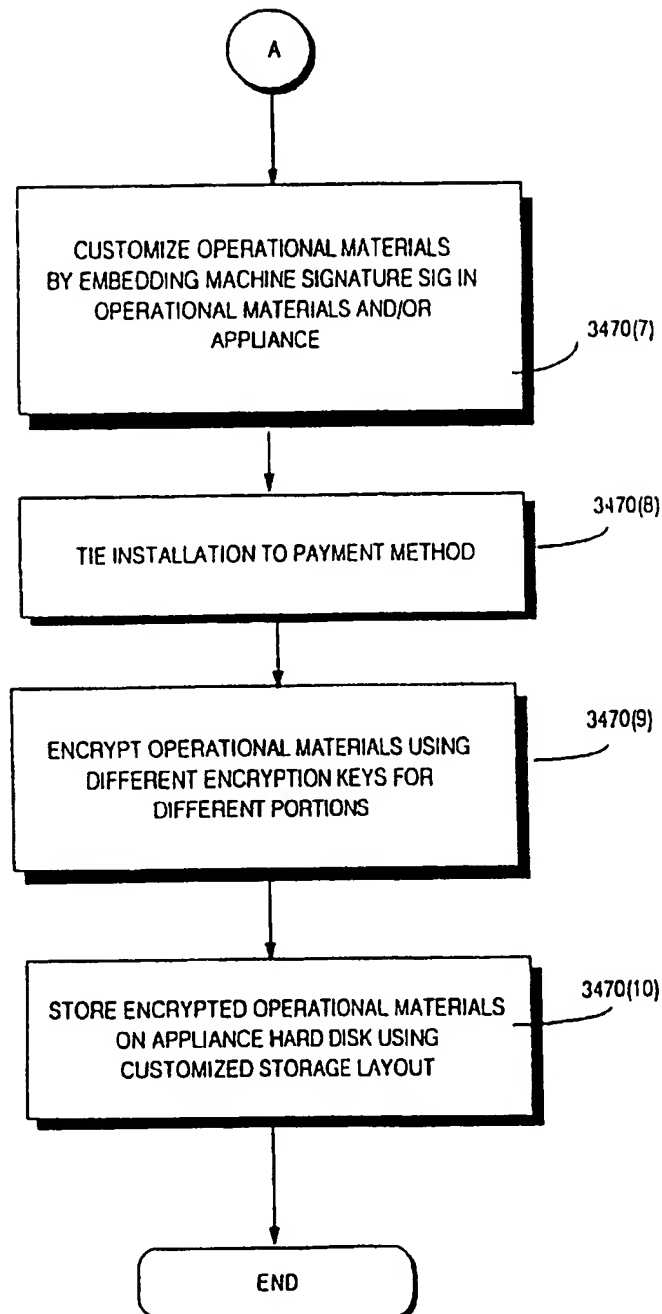 A
CUSTOMIZE OPERATIONAL MATERIALS
BY EMBEDDING MACHINE SIGNATURE SIG IN
OPERATIONAL MATERIALS AND/OR
APPLIANCE
3470(7)
3470(8)
TIE INSTALLATION TO PAYMENT METHOD
3470(9)
ENCRYPT OPERATIONAL MATERIALS USING
DIFFERENT ENCRYPTION KEYS FOR
DIFFERENT PORTIONS
3470(10)
STORE ENCRYPTED OPERATIONAL MATERIALS
ON APPLIANCE HARD DISK USING
CUSTOMIZED STORAGE LAYOUT
END